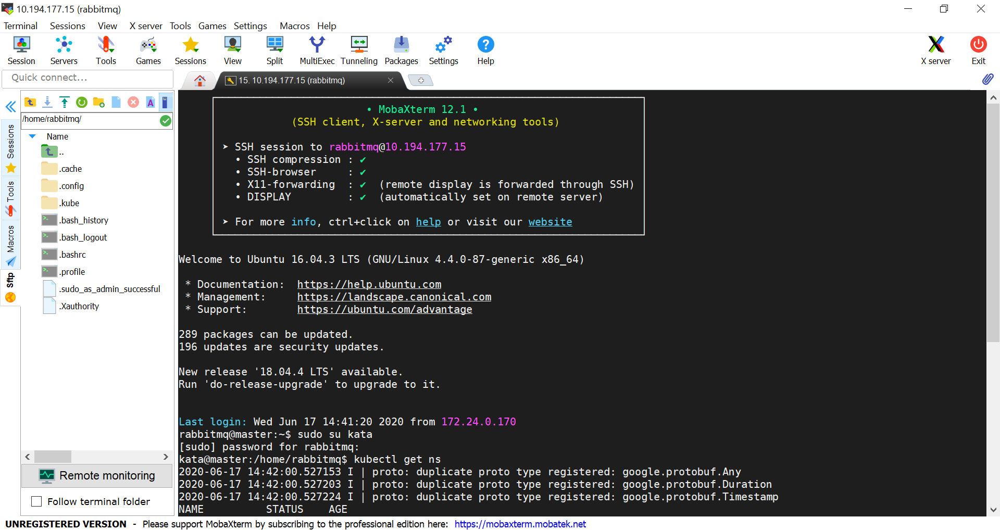 10.194.177.15 (rabbitmq)
Terminal Sessions View X server Tools Games Settings Macros Help
Session Servers Tools Games Sessions View Split MultiExec Tunneling Packages Settings Help X server Exit
Quick connect...
15. 10.194.177.15 (rabbitmq)
/home/rabbitmq/
Name
..
.cache
.config
.kube
.bash_history
.bash_logout
.bashrc
.profile
.sudo_as_admin_successful
.Xauthority
Sessions
Tools
Macros
Sftp
Remote monitoring
Follow terminal folder
• MobaXterm 12.1 •
(SSH client, X-server and networking tools)
➤ SSH session to rabbitmq@10.194.177.15
• SSH compression : ✔
• SSH-browser : ✔
• X11-forwarding : ✔ (remote display is forwarded through SSH)
• DISPLAY : ✔ (automatically set on remote server)
➤ For more info, ctrl+click on help or visit our website
Welcome to Ubuntu 16.04.3 LTS (GNU/Linux 4.4.0-87-generic x86_64)
* Documentation: https://help.ubuntu.com
* Management: https://landscape.canonical.com
* Support: https://ubuntu.com/advantage
289 packages can be updated.
196 updates are security updates.
New release '18.04.4 LTS' available.
Run 'do-release-upgrade' to upgrade to it.
Last login: Wed Jun 17 14:41:20 2020 from 172.24.0.170
rabbitmq@master:~$ sudo su kata
[sudo] password for rabbitmq:
kata@master:/home/rabbitmq$ kubectl get ns
2020-06-17 14:42:00.527153 I | proto: duplicate proto type registered: google.protobuf.Any
2020-06-17 14:42:00.527203 I | proto: duplicate proto type registered: google.protobuf.Duration
2020-06-17 14:42:00.527224 I | proto: duplicate proto type registered: google.protobuf.Timestamp
NAME STATUS AGE
UNREGISTERED VERSION - Please support MobaXterm by subscribing to the professional edition here: https://mobaxterm.mobatek.net